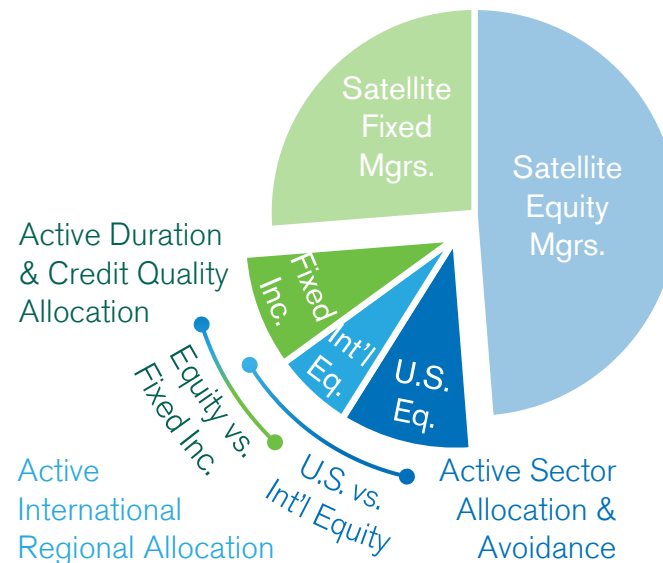 Satellite
Fixed
Mgrs.
Satellite
Equity
Mgrs.
Active Duration
& Credit Quality
Allocation
Fixed
Inc.
Int'l
Eq.
U.S.
Eq.
Equity vs.
Fixed Inc.
U.S. vs.
Int'l Equity
Active
International
Regional Allocation
Active Sector
Allocation &
Avoidance